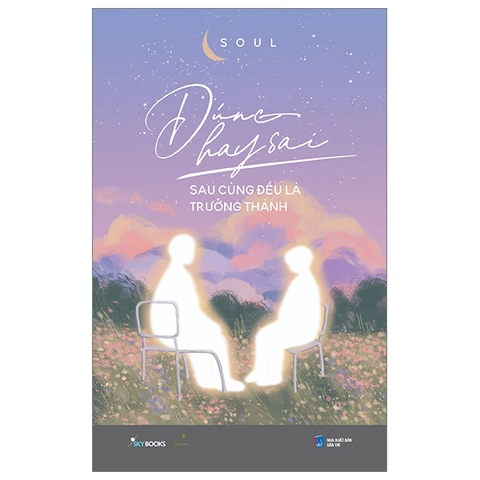 SOUL
Đúng
hay sai
SAU CÙNG ĐỀU LÀ
TRƯỞNG THÀNH
SKYBOOKS
NHÀ XUẤT BẢN
DÂN TRÍ